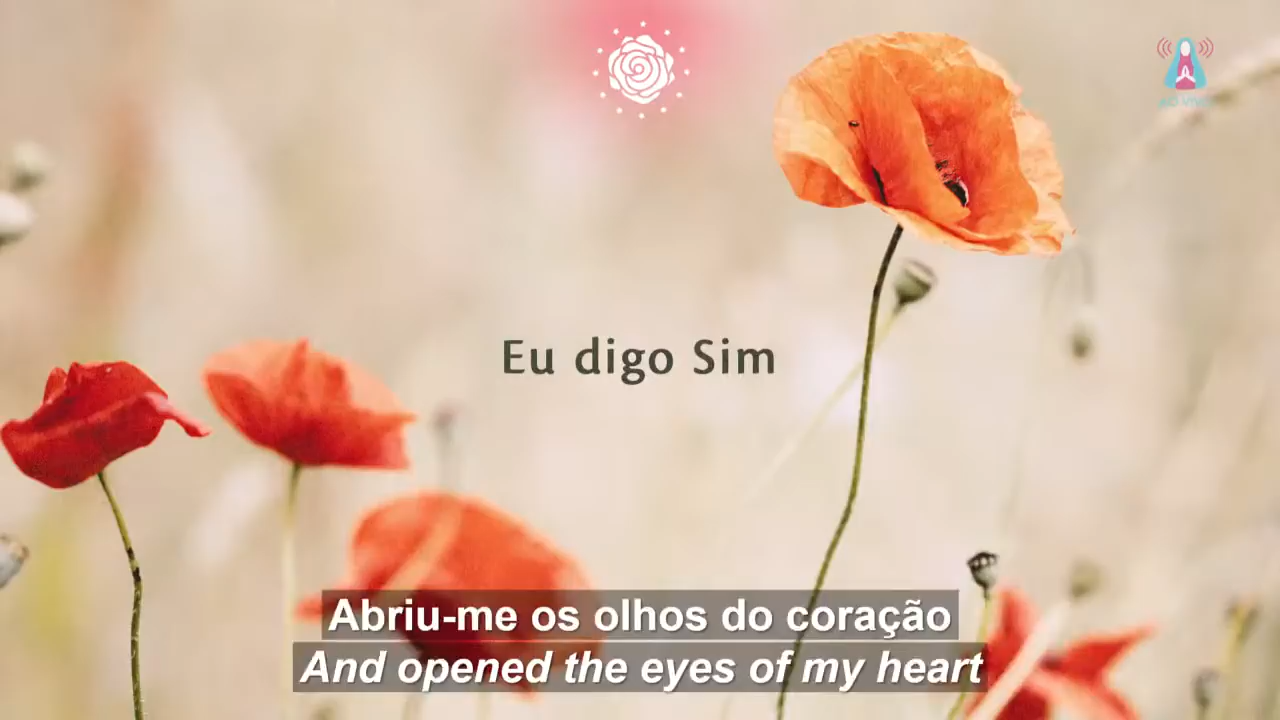 Eu digo Sim
Abriu-me os olhos do coração
And opened the eyes of my heart